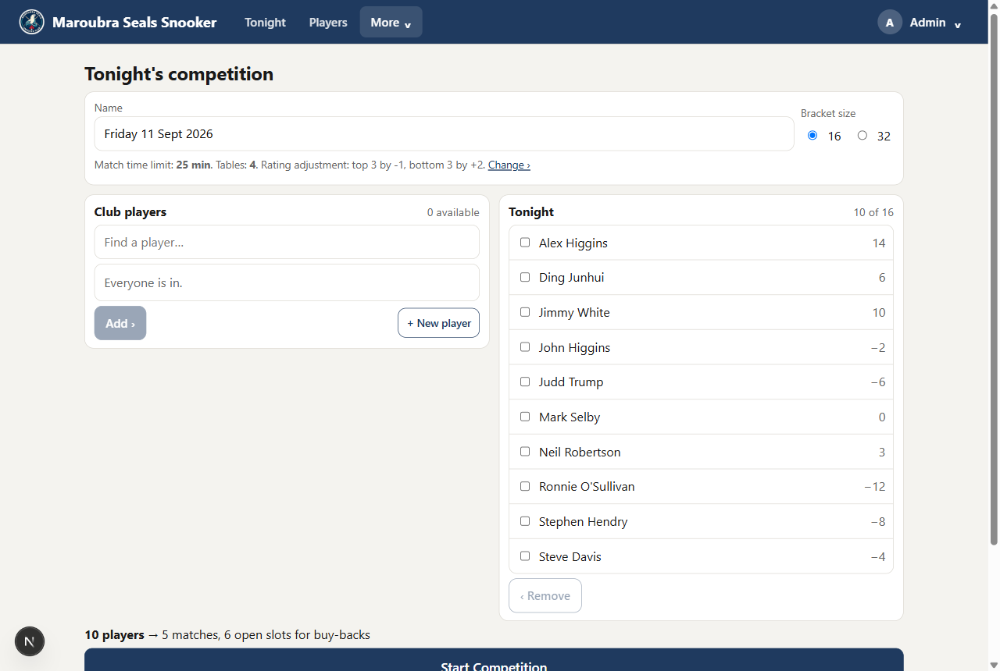 Maroubra Seals Snooker Tonight Players More A Admin
Tonight's competition
Name
Bracket size
Friday 11 Sept 2026
16 32
Match time limit: 25 min. Tables: 4. Rating adjustment: top 3 by -1, bottom 3 by +2. Change ›
Club players 0 available
Find a player...
Everyone is in.
Add ›
+ New player
Tonight 10 of 16
Alex Higgins 14
Ding Junhui 6
Jimmy White 10
John Higgins −2
Judd Trump −6
Mark Selby 0
Neil Robertson 3
Ronnie O'Sullivan −12
Stephen Hendry −8
Steve Davis −4
‹ Remove
10 players → 5 matches, 6 open slots for buy-backs
N
Start Competition